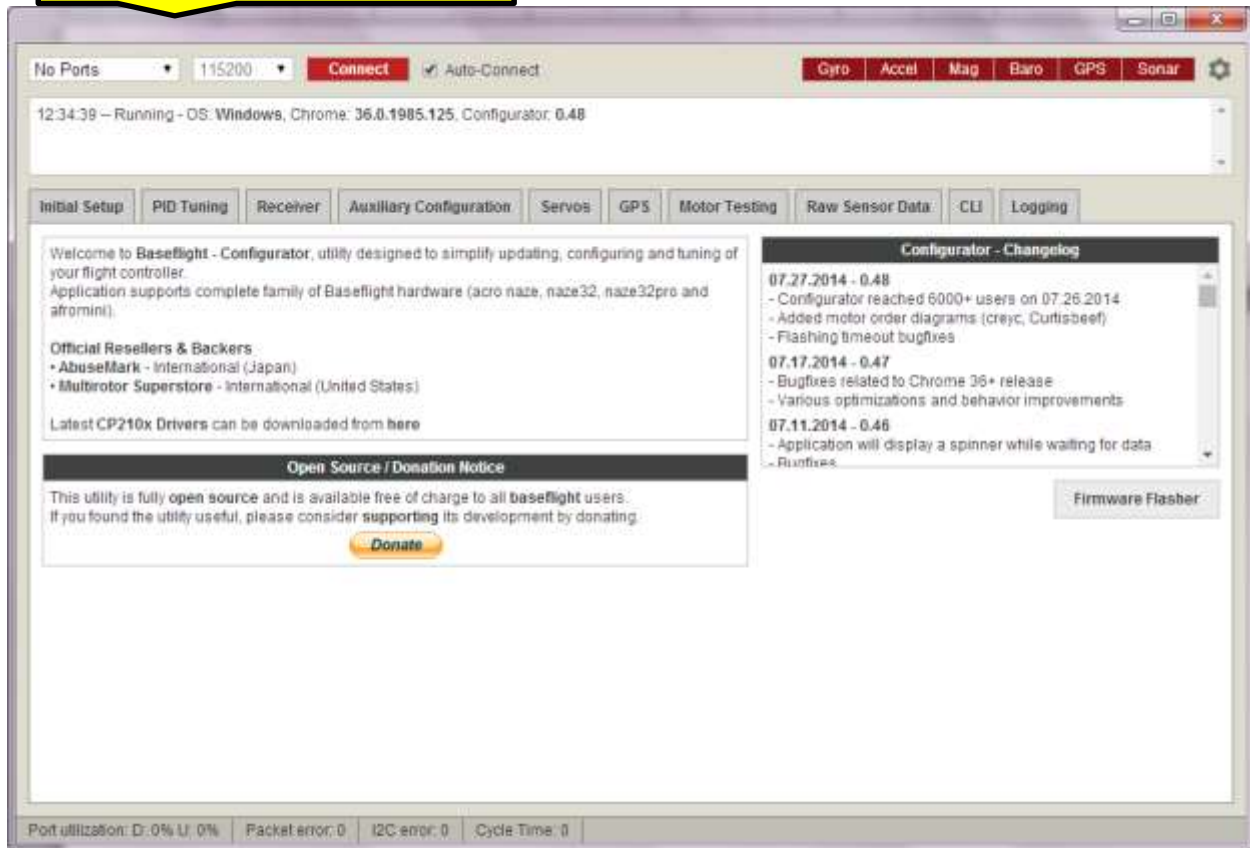 No Ports 115200 Connect Auto-Connect Gyro Accel Mag Baro GPS Sonar
12:34:39 -- Running - OS: Windows, Chrome: 36.0.1985.125, Configurator: 0.48
Initial Setup PID Tuning Receiver Auxiliary Configuration Servos GPS Motor Testing Raw Sensor Data CLI Logging
Welcome to Baseflight - Configurator, utility designed to simplify updating, configuring and tuning of
your flight controller.
Application supports complete family of Baseflight hardware (acro naze, naze32, naze32pro and
afromini).
Official Resellers & Backers
• AbuseMark - International (Japan)
• Multirotor Superstore - International (United States)
Latest CP210x Drivers can be downloaded from here
Open Source / Donation Notice
This utility is fully open source and is available free of charge to all baseflight users.
If you found the utility useful, please consider supporting its development by donating.
Donate
Configurator - Changelog
07.27.2014 - 0.48
- Configurator reached 6000+ users on 07.26.2014
- Added motor order diagrams (creyc, Curtisbeef)
- Flashing timeout bugfixes
07.17.2014 - 0.47
- Bugfixes related to Chrome 36+ release
- Various optimizations and behavior improvements
07.11.2014 - 0.46
- Application will display a spinner while waiting for data
- Bugfixes
Firmware Flasher
Port utilization: D: 0% U: 0% Packet error: 0 I2C error: 0 Cycle Time: 0